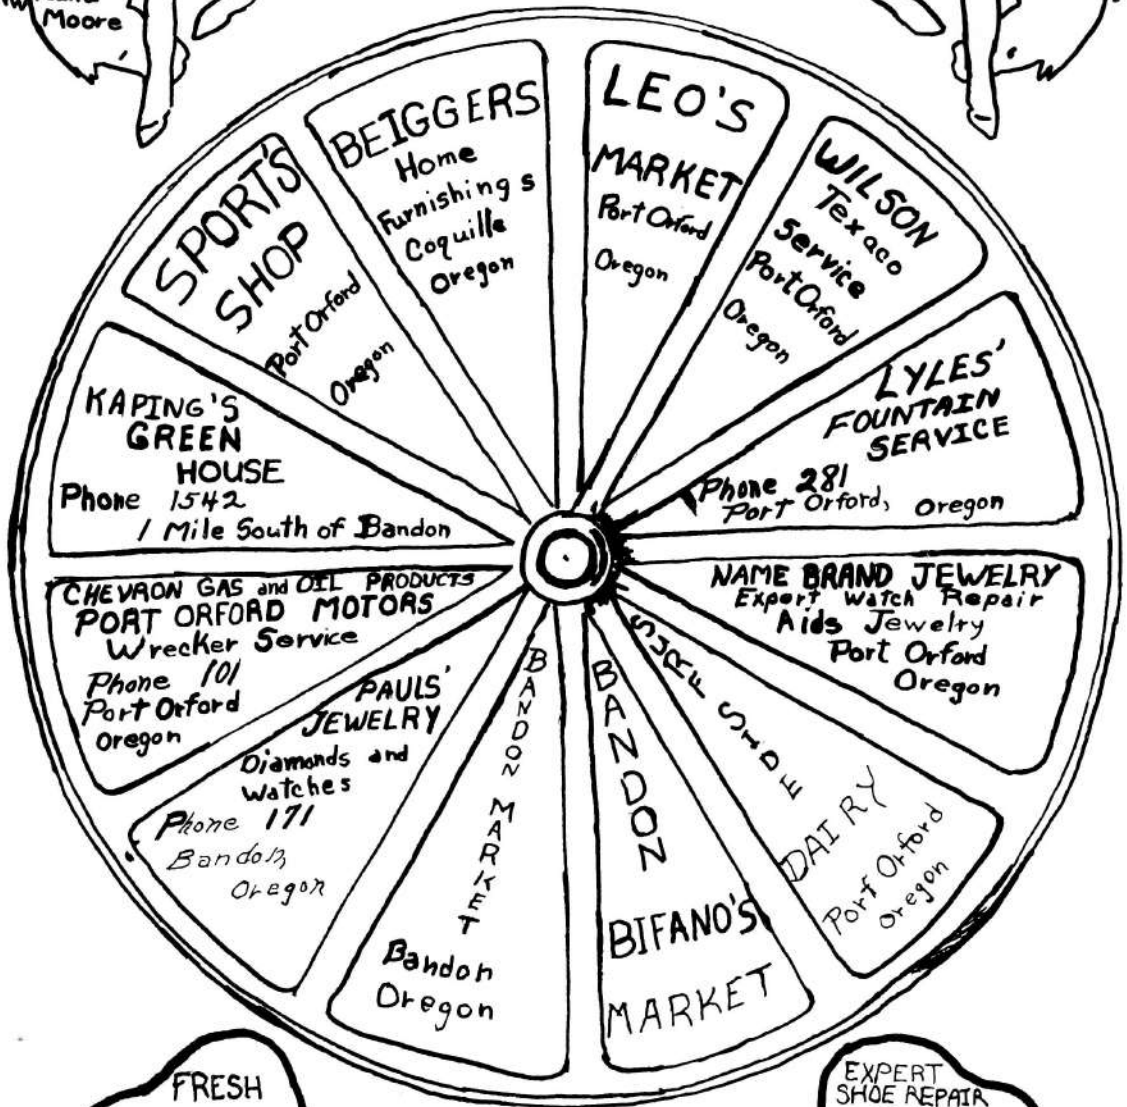 Moore
BEIGGERS
Home
Furnishings
Coquille
Oregon
LEO'S
MARKET
Port Orford
Oregon
WILSON
Texaco
Service
Port Orford
Oregon
LYLES'
FOUNTAIN
SERVICE
Phone 281
Port Orford, Oregon
NAME BRAND JEWELRY
Expert Watch Repair
Aids Jewelry
Port Orford
Oregon
SURF SIDE
DAIRY
Port Orford
Oregon
BANDON
BIFANO'S
MARKET
BANDON MARKET
Bandon
Oregon
PAULS'
JEWELRY
Diamonds and
Watches
Phone 171
Bandon,
Oregon
CHEVRON GAS and OIL PRODUCTS
PORT ORFORD MOTORS
Wrecker Service
Phone 101
Port Orford
Oregon
KAPING'S
GREEN
HOUSE
Phone 1542
1 Mile South of Bandon
SPORT'S
SHOP
Port Orford
Oregon
FRESH
EXPERT
SHOE REPAIR